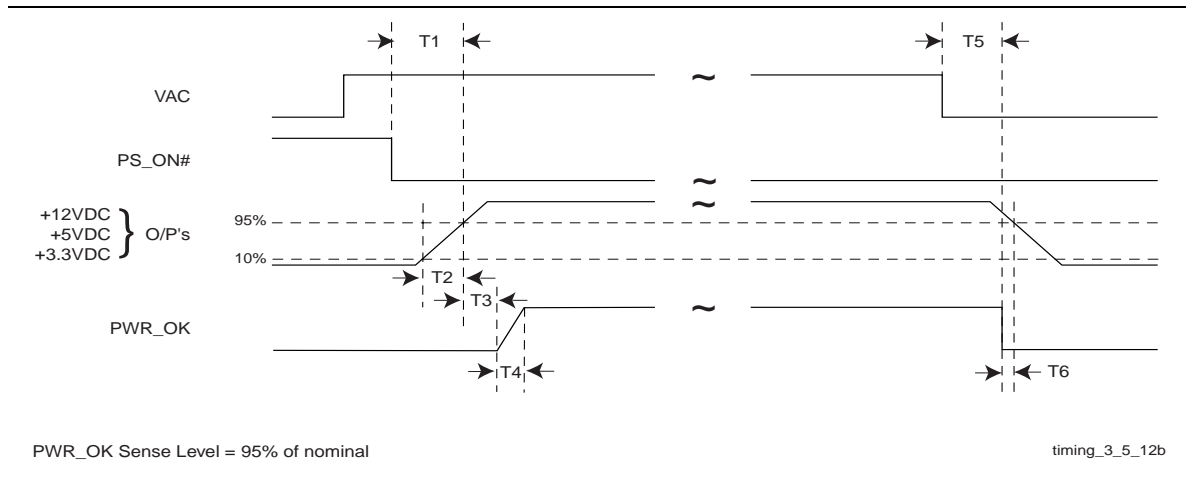 T1
T5
VAC
~
PS_ON#
~
~
+12VDC
+5VDC } O/P's
+3.3VDC
95%
10%
T2
T3
PWR_OK
~
T4
T6
PWR_OK Sense Level = 95% of nominal
timing_3_5_12b